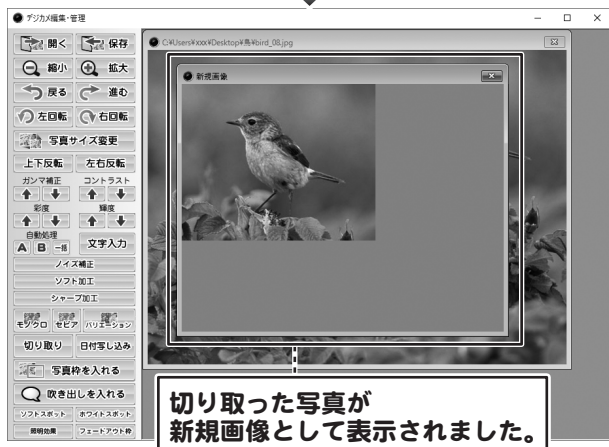 デジカメ編集・管理
開く 保存
縮小 拡大
戻る 進む
左回転 右回転
写真サイズ変更
上下反転 左右反転
ガンマ補正 コントラスト
彩度 輝度
自動処理
A B 一括 文字入力
ノイズ補正
ソフト加工
シャープ加工
モノクロ セピア バリエーション
切り取り 日付写し込み
写真枠を入れる
吹き出しを入れる
ソフトスポット ホワイトスポット
照明効果 フェードアウト枠
C:¥Users¥xxx¥Desktop¥鳥¥bird_08.jpg
新規画像
切り取った写真が
新規画像として表示されました。